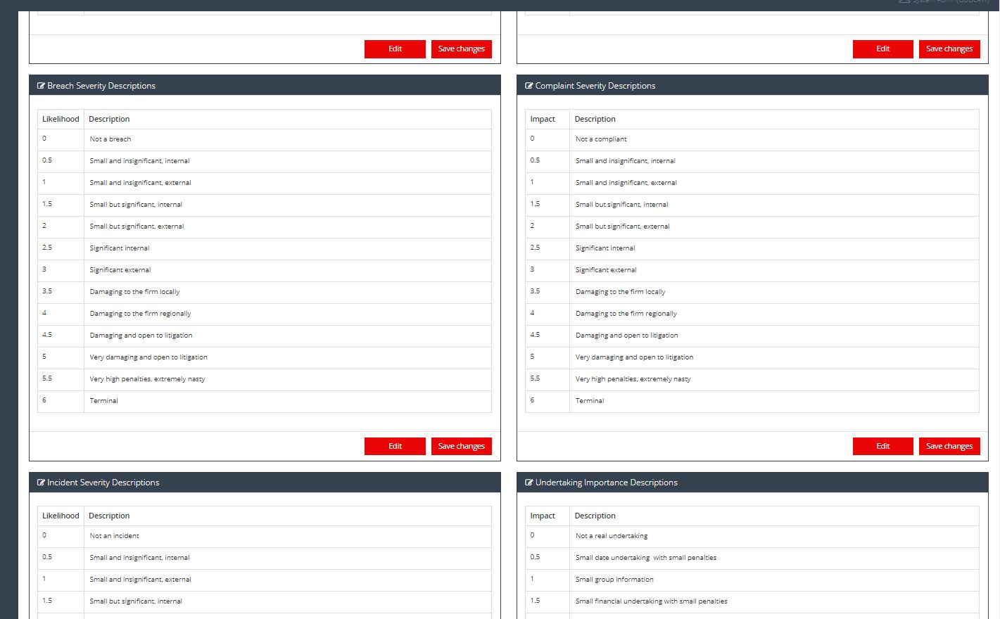 System Admin(GDDLAW)
Edit Save changes
Edit Save changes
Breach Severity Descriptions
Likelihood Description
0 Not a breach
0.5 Small and insignificant, internal
1 Small and insignificant, external
1.5 Small but significant, internal
2 Small but significant, external
2.5 Significant internal
3 Significant external
3.5 Damaging to the firm locally
4 Damaging to the firm regionally
4.5 Damaging and open to litigation
5 Very damaging and open to litigation
5.5 Very high penalties, extremely nasty
6 Terminal
Edit Save changes
Complaint Severity Descriptions
Impact Description
0 Not a compliant
0.5 Small and insignificant, internal
1 Small and insignificant, external
1.5 Small but significant, internal
2 Small but significant, external
2.5 Significant internal
3 Significant external
3.5 Damaging to the firm locally
4 Damaging to the firm regionally
4.5 Damaging and open to litigation
5 Very damaging and open to litigation
5.5 Very high penalties, extremely nasty
6 Terminal
Edit Save changes
Incident Severity Descriptions
Likelihood Description
0 Not an incident
0.5 Small and insignificant, internal
1 Small and insignificant, external
1.5 Small but significant, internal
Undertaking Importance Descriptions
Impact Description
0 Not a real undertaking
0.5 Small date undertaking  with small penalties
1 Small group information
1.5 Small financial undertaking with small penalties